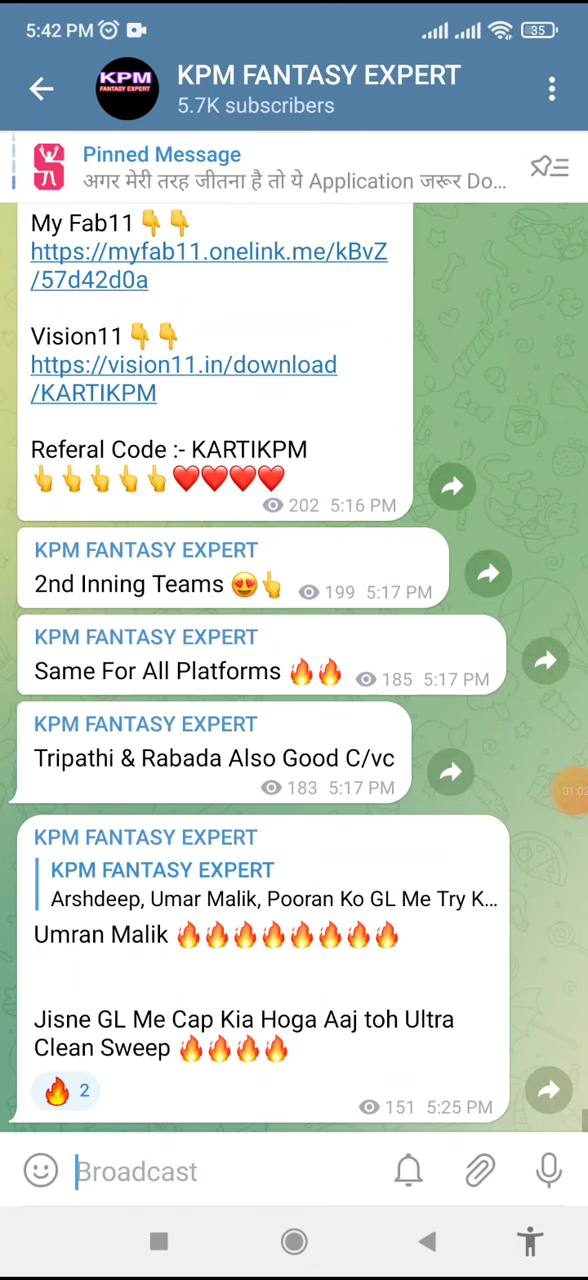 5:42 PM
35
KPM
FANTASY EXPERT
KPM FANTASY EXPERT
5.7K subscribers
Pinned Message
अगर मेरी तरह जीतना है तो ये Application जरूर Do...
My Fab11 👇👇
https://myfab11.onelink.me/kBvZ
/57d42d0a
Vision11 👇👇
https://vision11.in/download
/KARTIKPM
Referal Code :- KARTIKPM
👆👆👆👆👆❤️❤️❤️❤️
202 5:16 PM
KPM FANTASY EXPERT
2nd Inning Teams 😍👆 199 5:17 PM
KPM FANTASY EXPERT
Same For All Platforms 🔥🔥 185 5:17 PM
KPM FANTASY EXPERT
Tripathi & Rabada Also Good C/vc
183 5:17 PM
01:02
KPM FANTASY EXPERT
KPM FANTASY EXPERT
Arshdeep, Umar Malik, Pooran Ko GL Me Try K...
Umran Malik 🔥🔥🔥🔥🔥🔥🔥🔥
Jisne GL Me Cap Kia Hoga Aaj toh Ultra
Clean Sweep 🔥🔥🔥🔥
🔥 2
151 5:25 PM
Broadcast